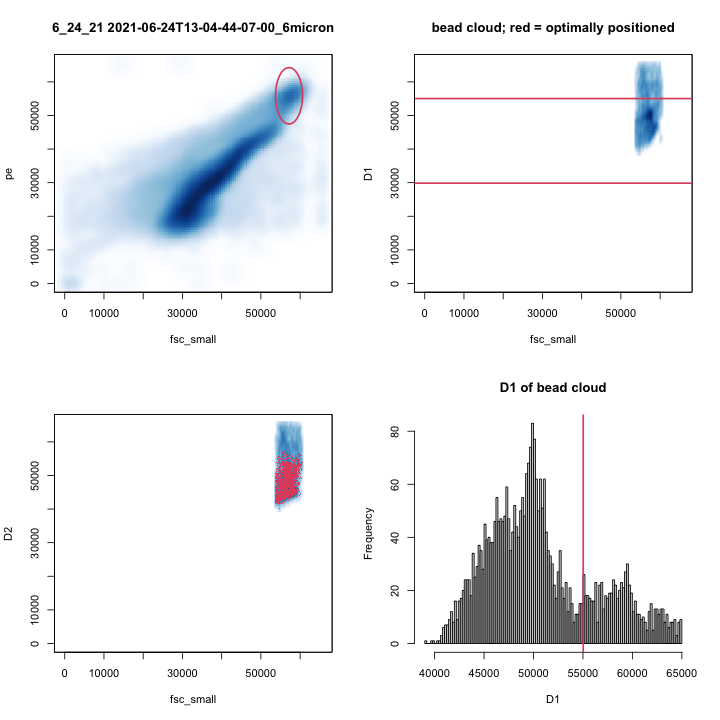 6_24_21 2021-06-24T13-04-44-07-00_6micron
pe
0 10000 30000 50000
0 10000 30000 50000
fsc_small
bead cloud; red = optimally positioned
D1
0 10000 30000 50000
0 10000 30000 50000
fsc_small
D2
0 10000 30000 50000
0 10000 30000 50000
fsc_small
D1 of bead cloud
Frequency
0 20 40 60 80
40000 45000 50000 55000 60000 65000
D1